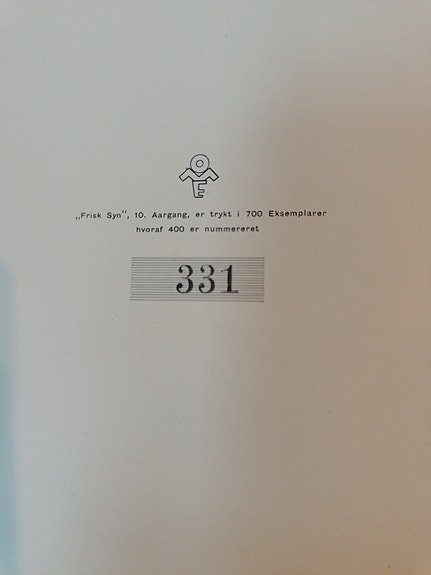 „Frisk Syn", 10. Aargang, er trykt i 700 Eksemplarer
hvoraf 400 er nummereret
331